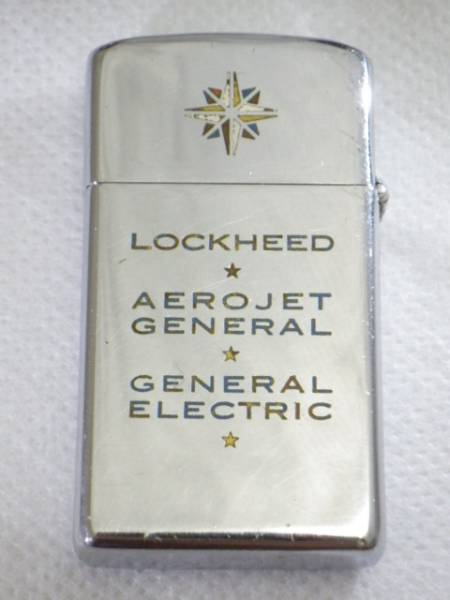 LOCKHEED
★
AEROJET
GENERAL
★
GENERAL
ELECTRIC
★